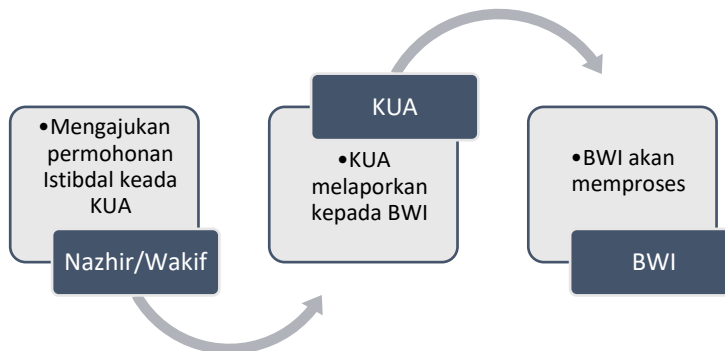 •Mengajukan
permohonan
Istibdal keada
KUA
Nazhir/Wakif
KUA
•KUA
melaporkan
kepada BWI
•BWI akan
memproses
BWI